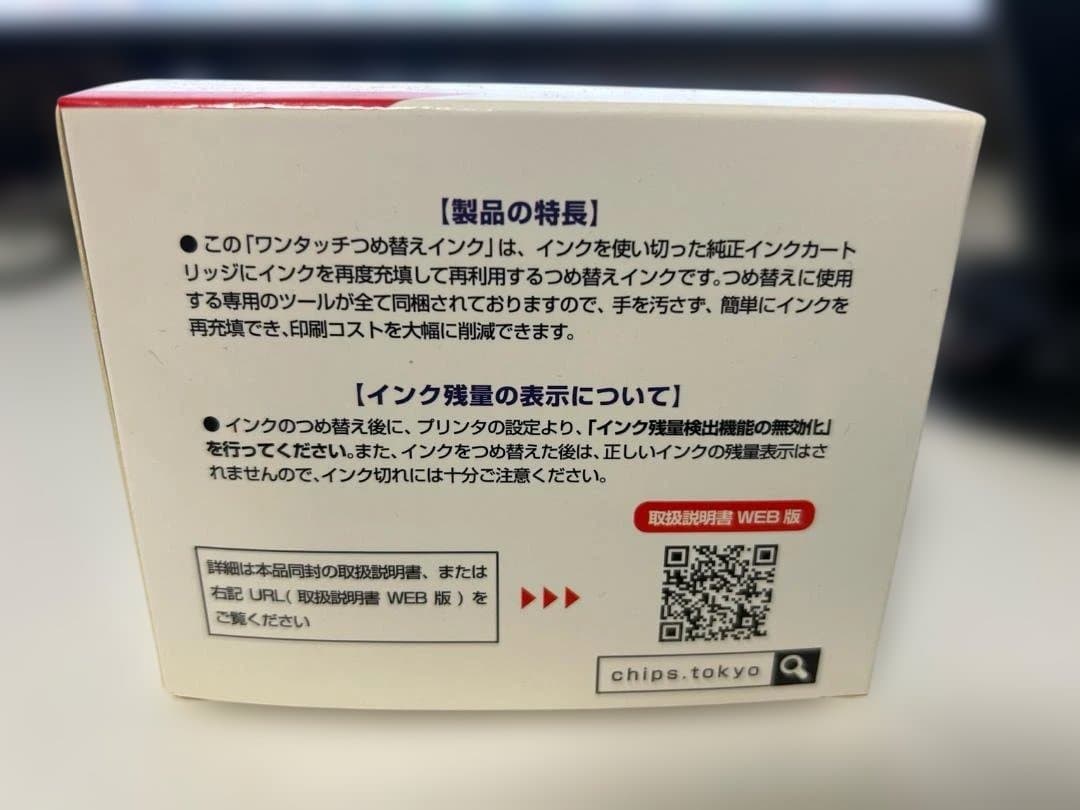 【製品の特長】
●この「ワンタッチつめ替えインク」は、インクを使い切った純正インクカート
リッジにインクを再度充填して再利用するつめ替えインクです。つめ替えに使用
する専用のツールが全て同梱されておりますので、手を汚さず、簡単にインクを
再充填でき、印刷コストを大幅に削減できます。
【インク残量の表示について】
●インクのつめ替え後に、プリンタの設定より、「インク残量検出機能の無効化」
を行ってください。また、インクをつめ替えた後は、正しいインクの残量表示はさ
れませんので、インク切れには十分ご注意ください。
取扱説明書 WEB 版
詳細は本品同封の取扱説明書、または
右記 URL( 取扱説明書 WEB 版 ) を
ご覧ください
chips.tokyo